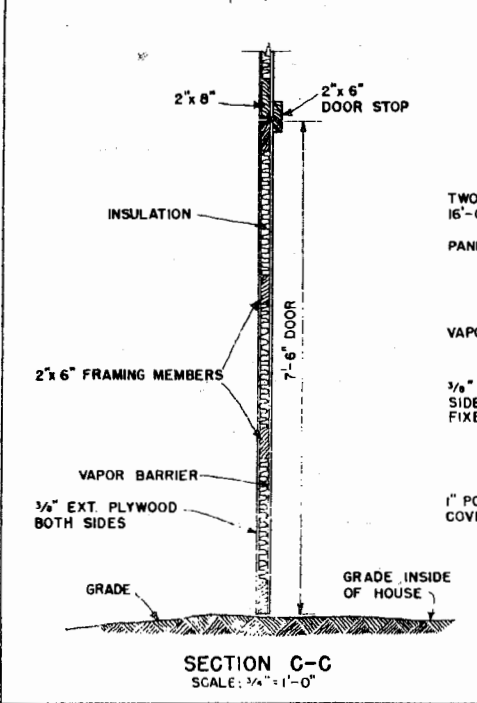 2"x 8"
2"x 6"
DOOR STOP
INSULATION
TWO
16'-
PAN
7'-6" DOOR
VAPO
2"x 6" FRAMING MEMBERS
3/8"
SIDE
FIXE
VAPOR BARRIER
3/8" EXT. PLYWOOD
BOTH SIDES
1" PO
COVE
GRADE
GRADE INSIDE
OF HOUSE
SECTION C-C
SCALE: 3/4" = 1'-0"